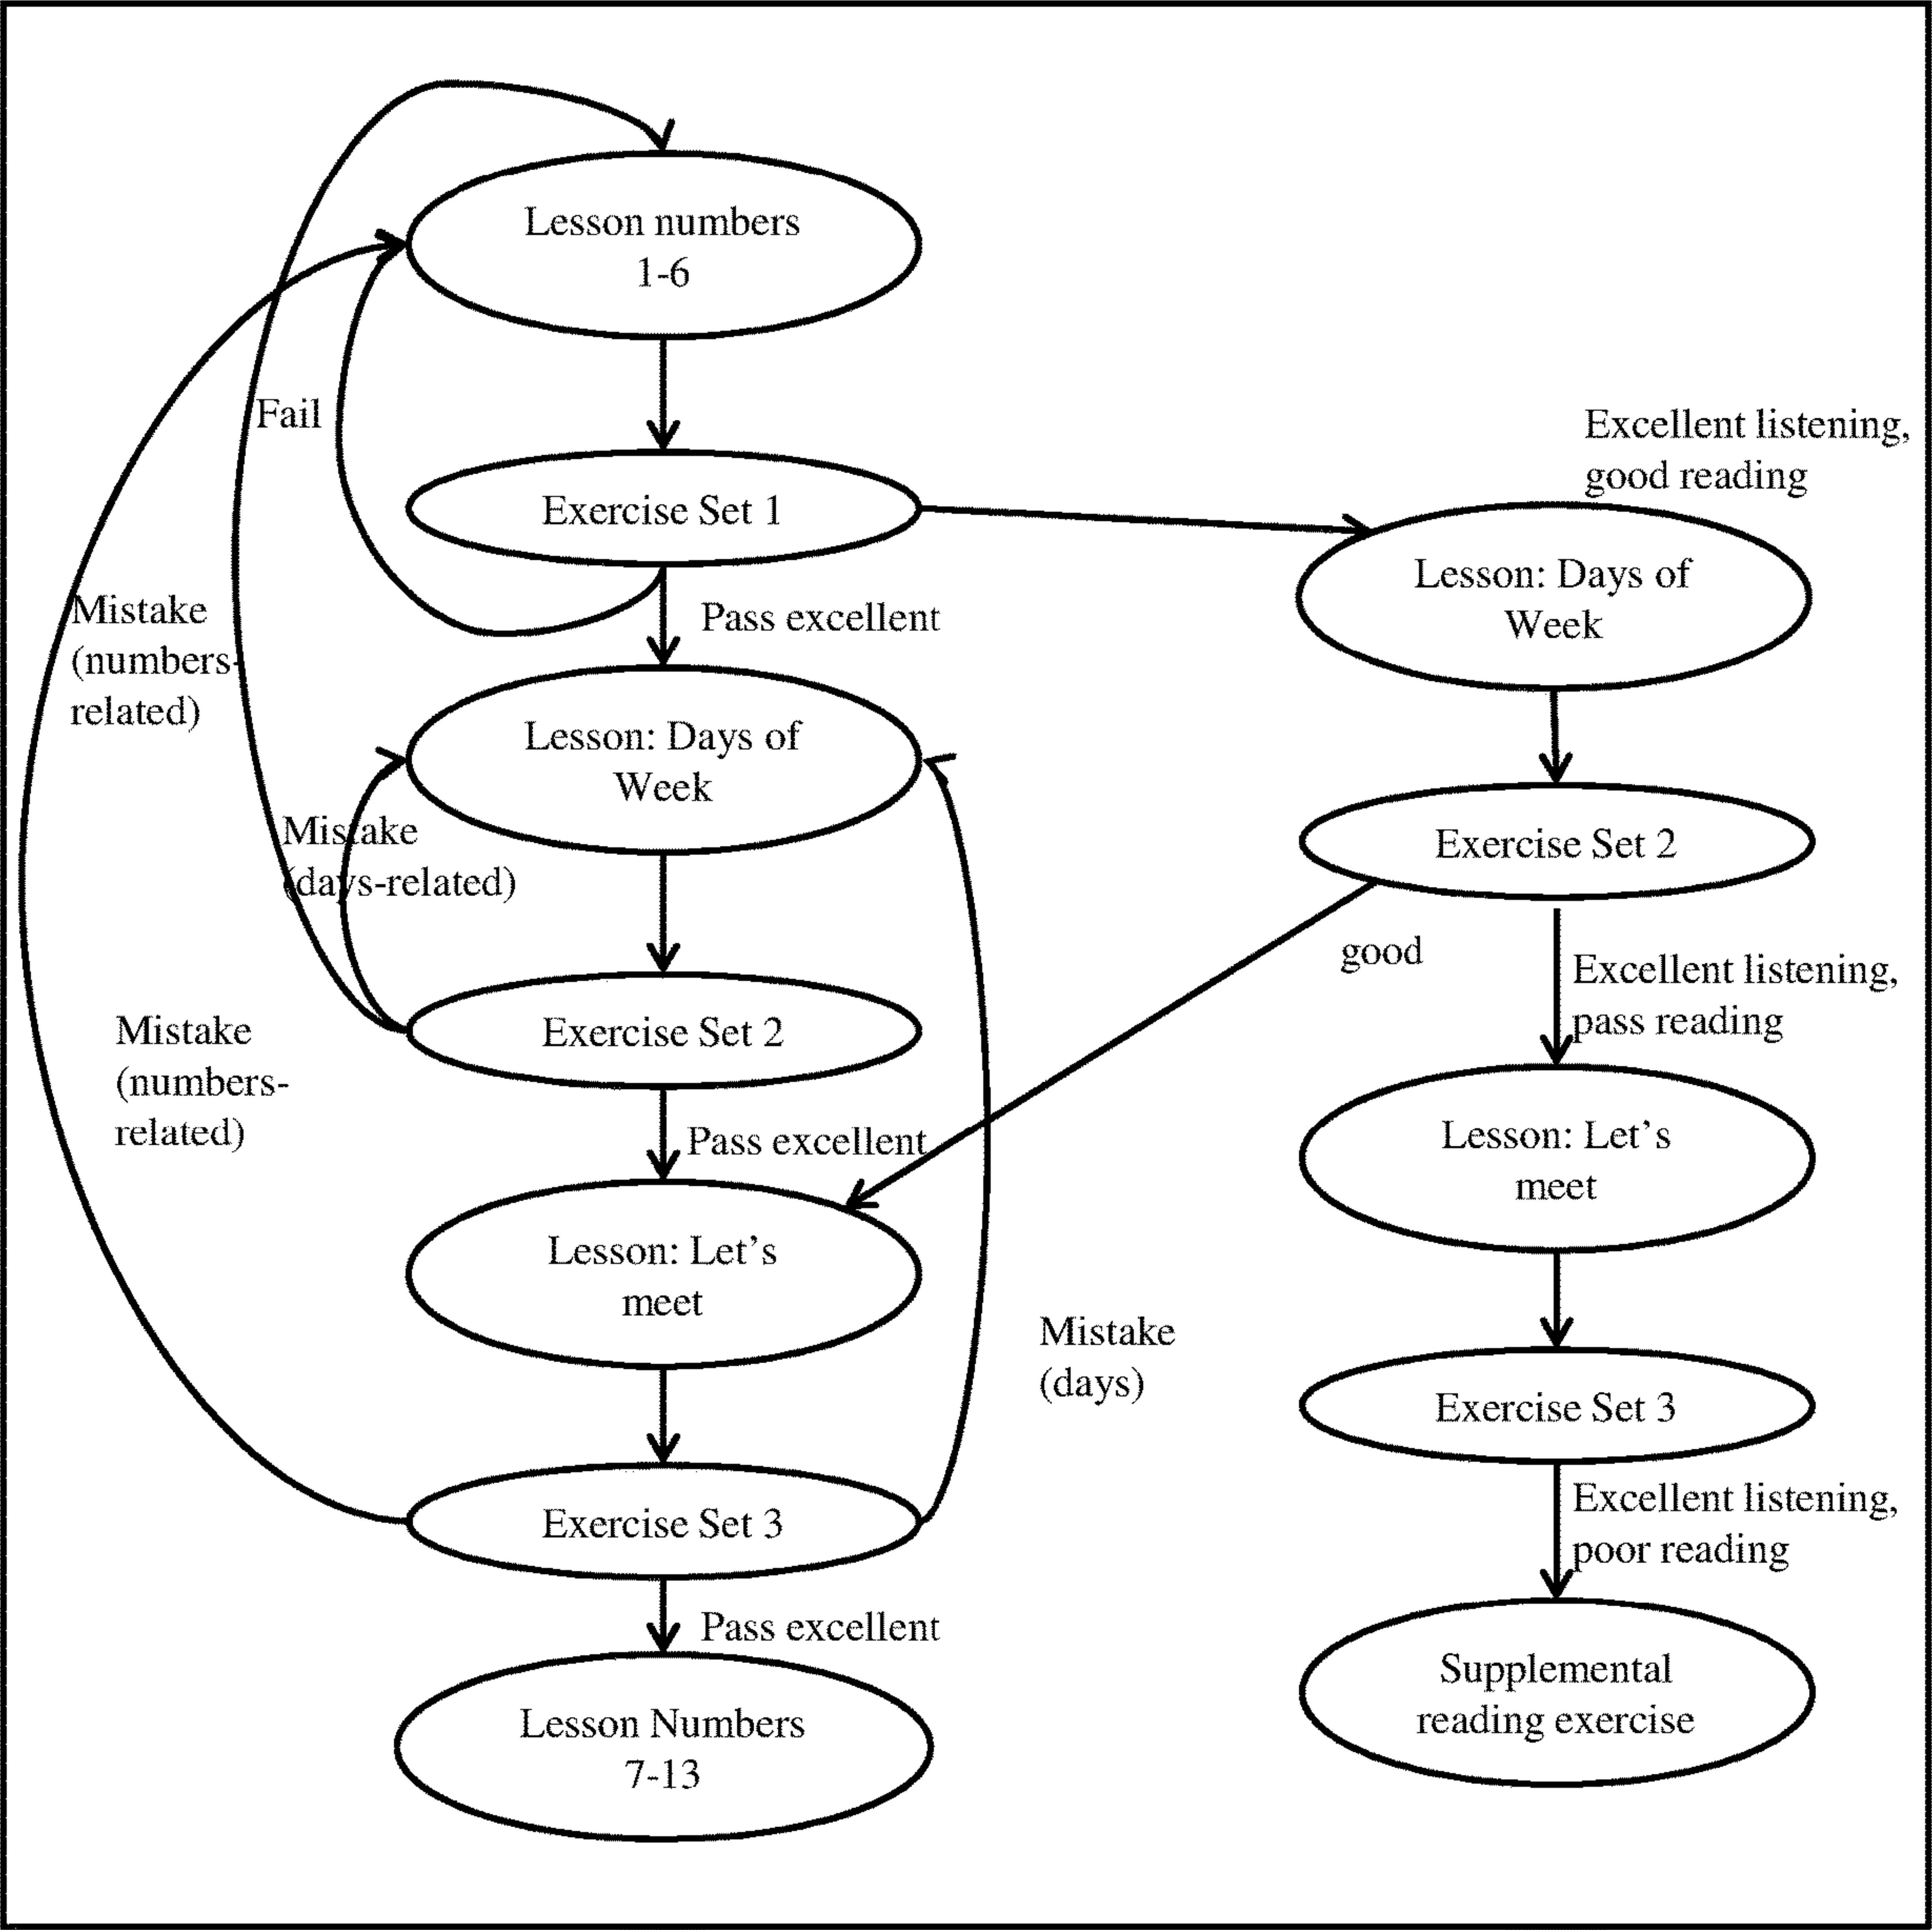 Lesson numbers
1-6
Fail
Exercise Set 1
Excellent listening,
good reading
Lesson: Days of
Week
Mistake
(numbers-
related)
Pass excellent
Lesson: Days of
Week
Mistake
(days-related)
Exercise Set 2
good
Excellent listening,
pass reading
Mistake
(numbers-
related)
Exercise Set 2
Pass excellent
Lesson: Let's
meet
Lesson: Let's
meet
Mistake
(days)
Exercise Set 3
Exercise Set 3
Excellent listening,
poor reading
Pass excellent
Lesson Numbers
7-13
Supplemental
reading exercise